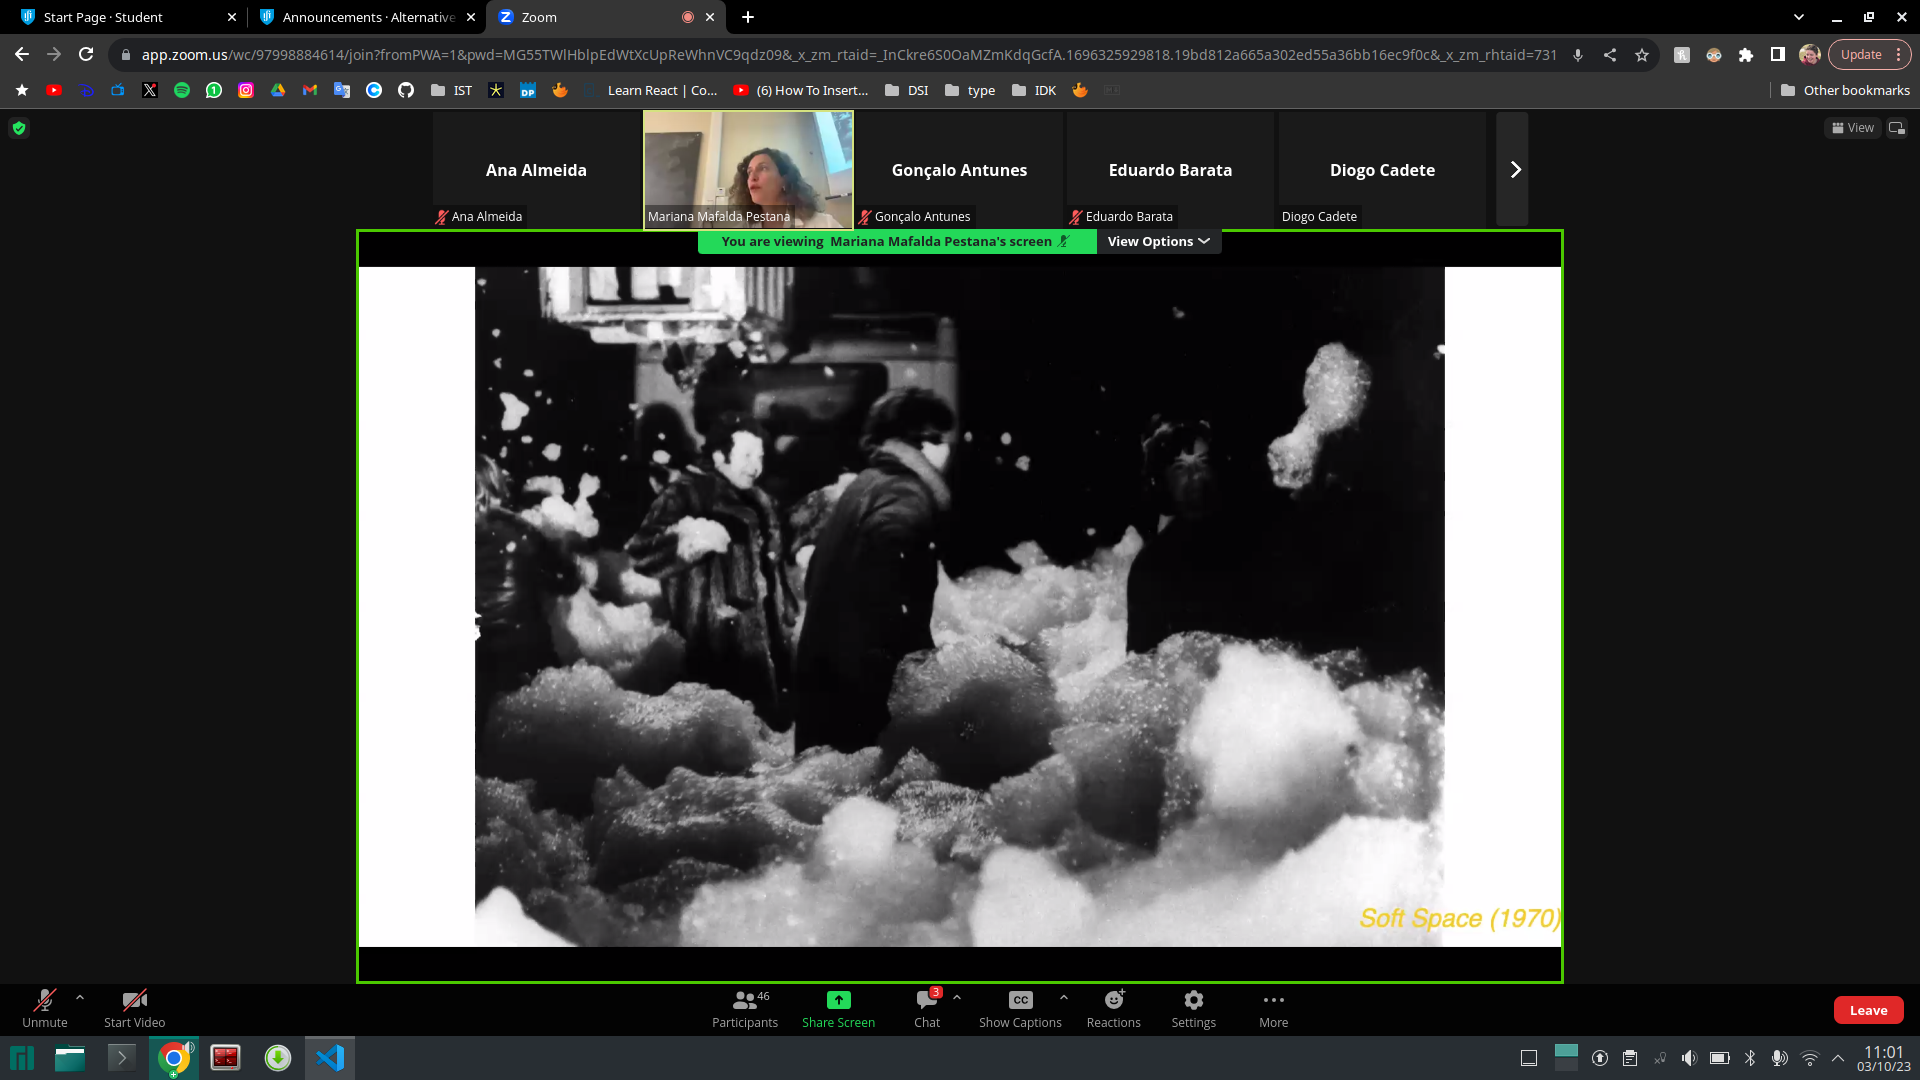 Start Page · Student
Announcements · Alternative
Zoom
app.zoom.us/wc/97998884614/join?fromPWA=1&pwd=MG55TWlHblpEdWtXcUpReWhnVC9qdz09&_x_zm_rtaid=_InCkre6S0OaMZmKdqGcfA.1696325929818.19bd812a665a302ed55a36bb16ec9f0c&_x_zm_rhtaid=731
Update
IST
DP
Learn React | Co...
(6) How To Insert...
DSI
type
IDK
Other bookmarks
View
Ana Almeida
Gonçalo Antunes
Eduardo Barata
Diogo Cadete
Ana Almeida
Mariana Mafalda Pestana
Gonçalo Antunes
Eduardo Barata
Diogo Cadete
You are viewing Mariana Mafalda Pestana's screen
View Options
Soft Space (1970)
46
3
CC
Unmute
Start Video
Participants
Share Screen
Chat
Show Captions
Reactions
Settings
More
Leave
11:01
03/10/23